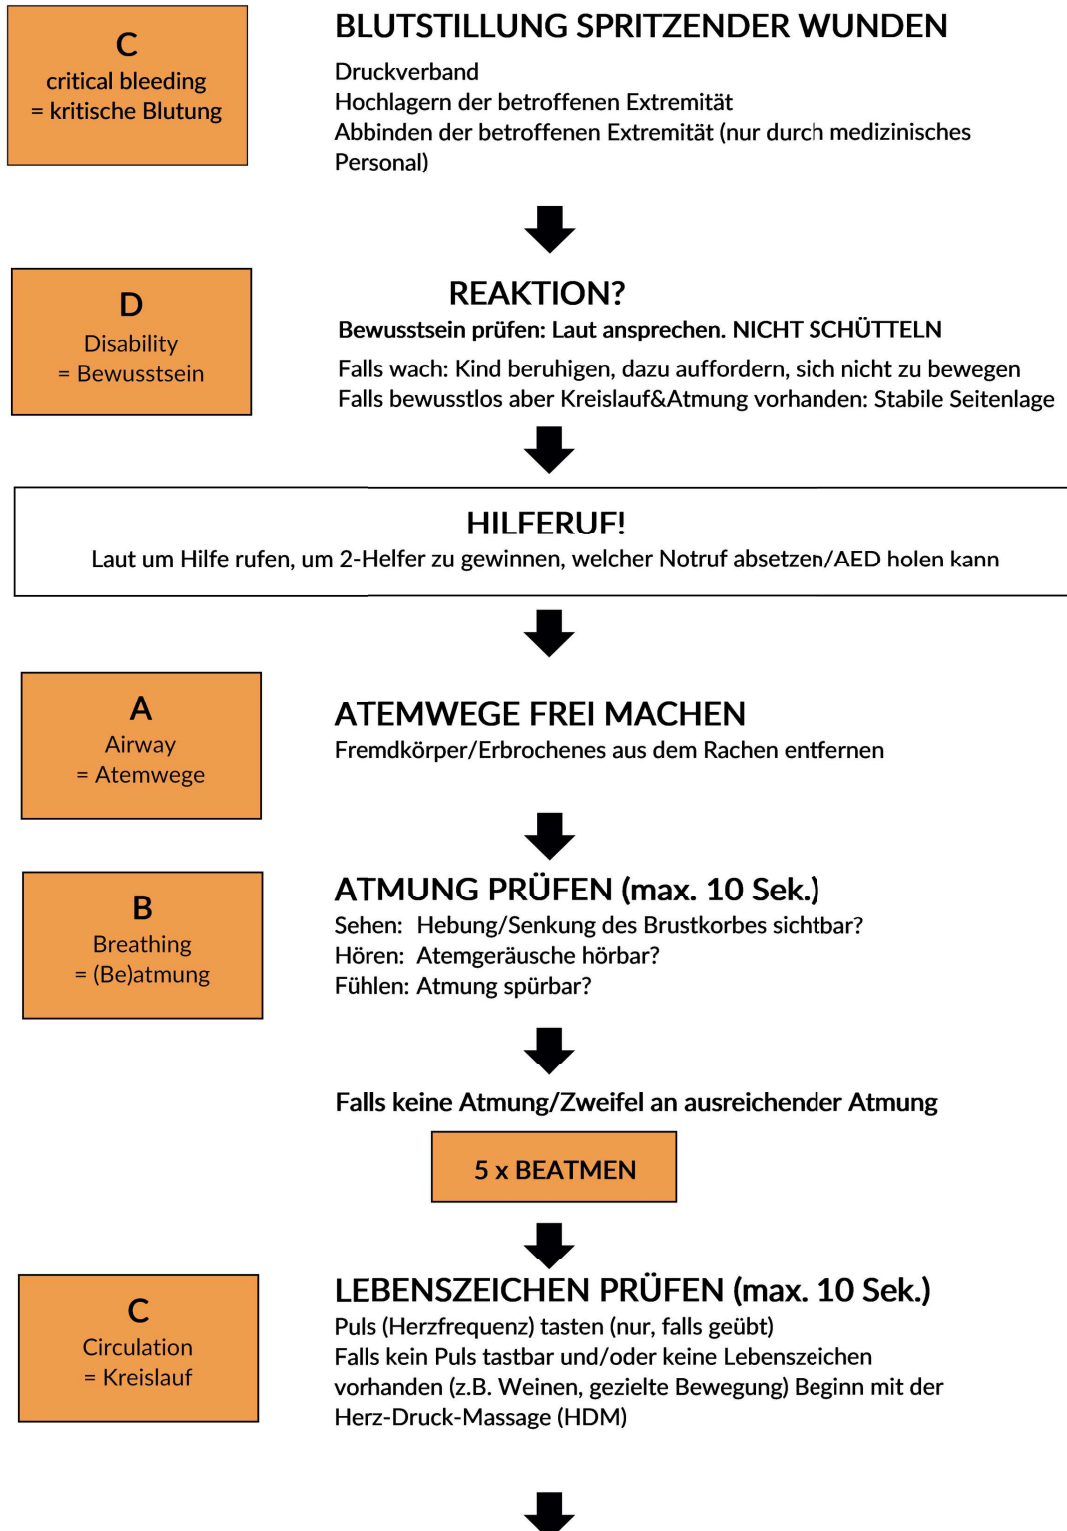 C
critical bleeding
= kritische Blutung
BLUTSTILLUNG SPRITZENDER WUNDEN
Druckverband
Hochlagern der betroffenen Extremität
Abbinden der betroffenen Extremität (nur durch medizinisches
Personal)
D
Disability
= Bewusstsein
REAKTION?
Bewusstsein prüfen: Laut ansprechen. NICHT SCHÜTTELN
Falls wach: Kind beruhigen, dazu auffordern, sich nicht zu bewegen
Falls bewusstlos aber Kreislauf&Atmung vorhanden: Stabile Seitenlage
HILFERUF!
Laut um Hilfe rufen, um 2-Helfer zu gewinnen, welcher Notruf absetzen/AED holen kann
A
Airway
= Atemwege
ATEMWEGE FREI MACHEN
Fremdkörper/Erbrochenes aus dem Rachen entfernen
B
Breathing
= (Be)atmung
ATMUNG PRÜFEN (max. 10 Sek.)
Sehen: Hebung/Senkung des Brustkorbes sichtbar?
Hören: Atemgeräusche hörbar?
Fühlen: Atmung spürbar?
Falls keine Atmung/Zweifel an ausreichender Atmung
5 x BEATMEN
C
Circulation
= Kreislauf
LEBENSZEICHEN PRÜFEN (max. 10 Sek.)
Puls (Herzfrequenz) tasten (nur, falls geübt)
Falls kein Puls tastbar und/oder keine Lebenszeichen
vorhanden (z.B. Weinen, gezielte Bewegung) Beginn mit der
Herz-Druck-Massage (HDM)